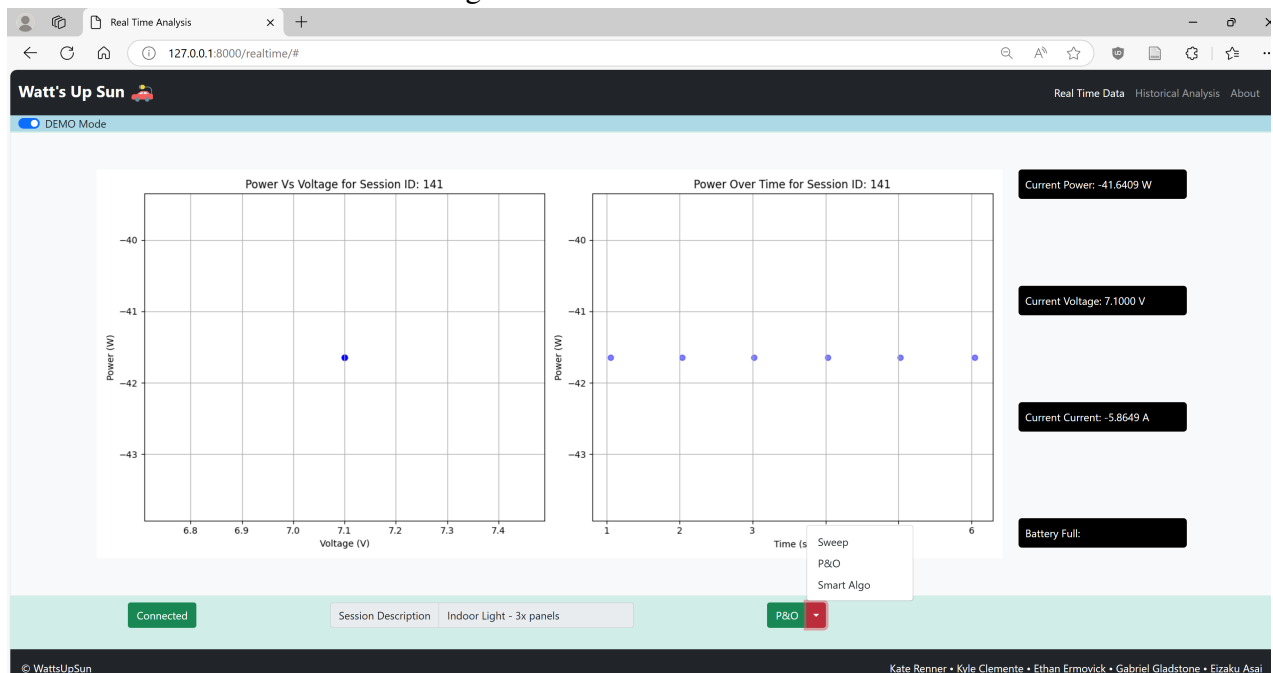 Real Time Analysis
127.0.0.1:8000/realtime/#
Watt's Up Sun
Real Time Data Historical Analysis About
DEMO Mode
Power Vs Voltage for Session ID: 141
Power (W)
−40
−41
−42
−43
6.8 6.9 7.0 7.1 7.2 7.3 7.4
Voltage (V)
Power Over Time for Session ID: 141
Power (W)
−40
−41
−42
−43
1 2 3 6
Time (s
Current Power: -41.6409 W
Current Voltage: 7.1000 V
Current Current: -5.8649 A
Battery Full:
Sweep
P&O
Smart Algo
Connected
Session Description Indoor Light - 3x panels
P&O
© WattsUpSun
Kate Renner • Kyle Clemente • Ethan Ermovick • Gabriel Gladstone • Eizaku Asai